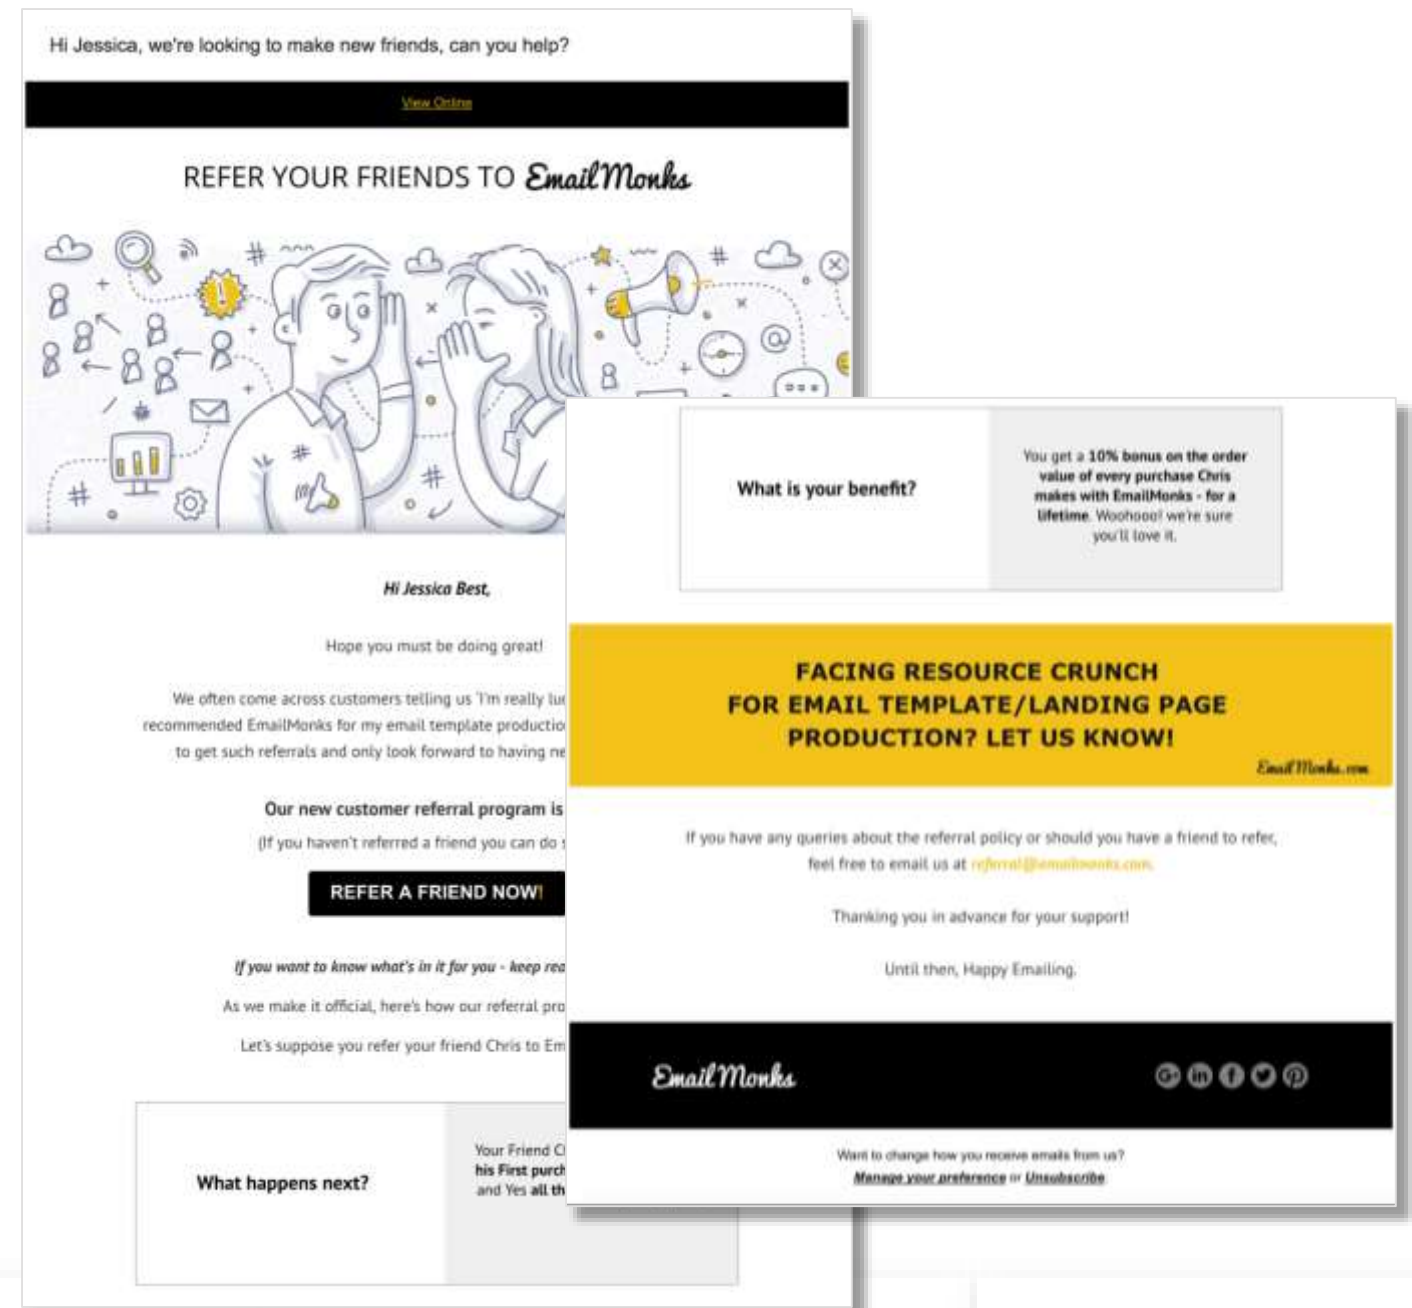 Hi Jessica, we're looking to make new friends, can you help?
View Online
REFER YOUR FRIENDS TO EmailMonks
Hi Jessica Best,
Hope you must be doing great!
We often come across customers telling us 'I'm really
recommended EmailMonks for my email template
to get such referrals and only look forward to having
Our new customer referral program is
(If you haven't referred a friend you can do
REFER A FRIEND NOW!
If you want to know what's in it for you - keep
As we make it official, here's how our referral
Let's suppose you refer your friend Chris to
What happens next?
Your Friend
his First
and Yes all
What is your benefit?
You get a 10% bonus on the order
value of every purchase Chris
makes with EmailMonks - for a
lifetime. Woohooo! we're sure
you'll love it.
FACING RESOURCE CRUNCH
FOR EMAIL TEMPLATE/LANDING PAGE
PRODUCTION? LET US KNOW!
EmailMonks.com
If you have any queries about the referral policy or should you have a friend to refer,
feel free to email us at referral@emailmonks.com.
Thanking you in advance for your support!
Until then, Happy Emailing.
EmailMonks
Want to change how you receive emails from us?
Manage your preference or Unsubscribe